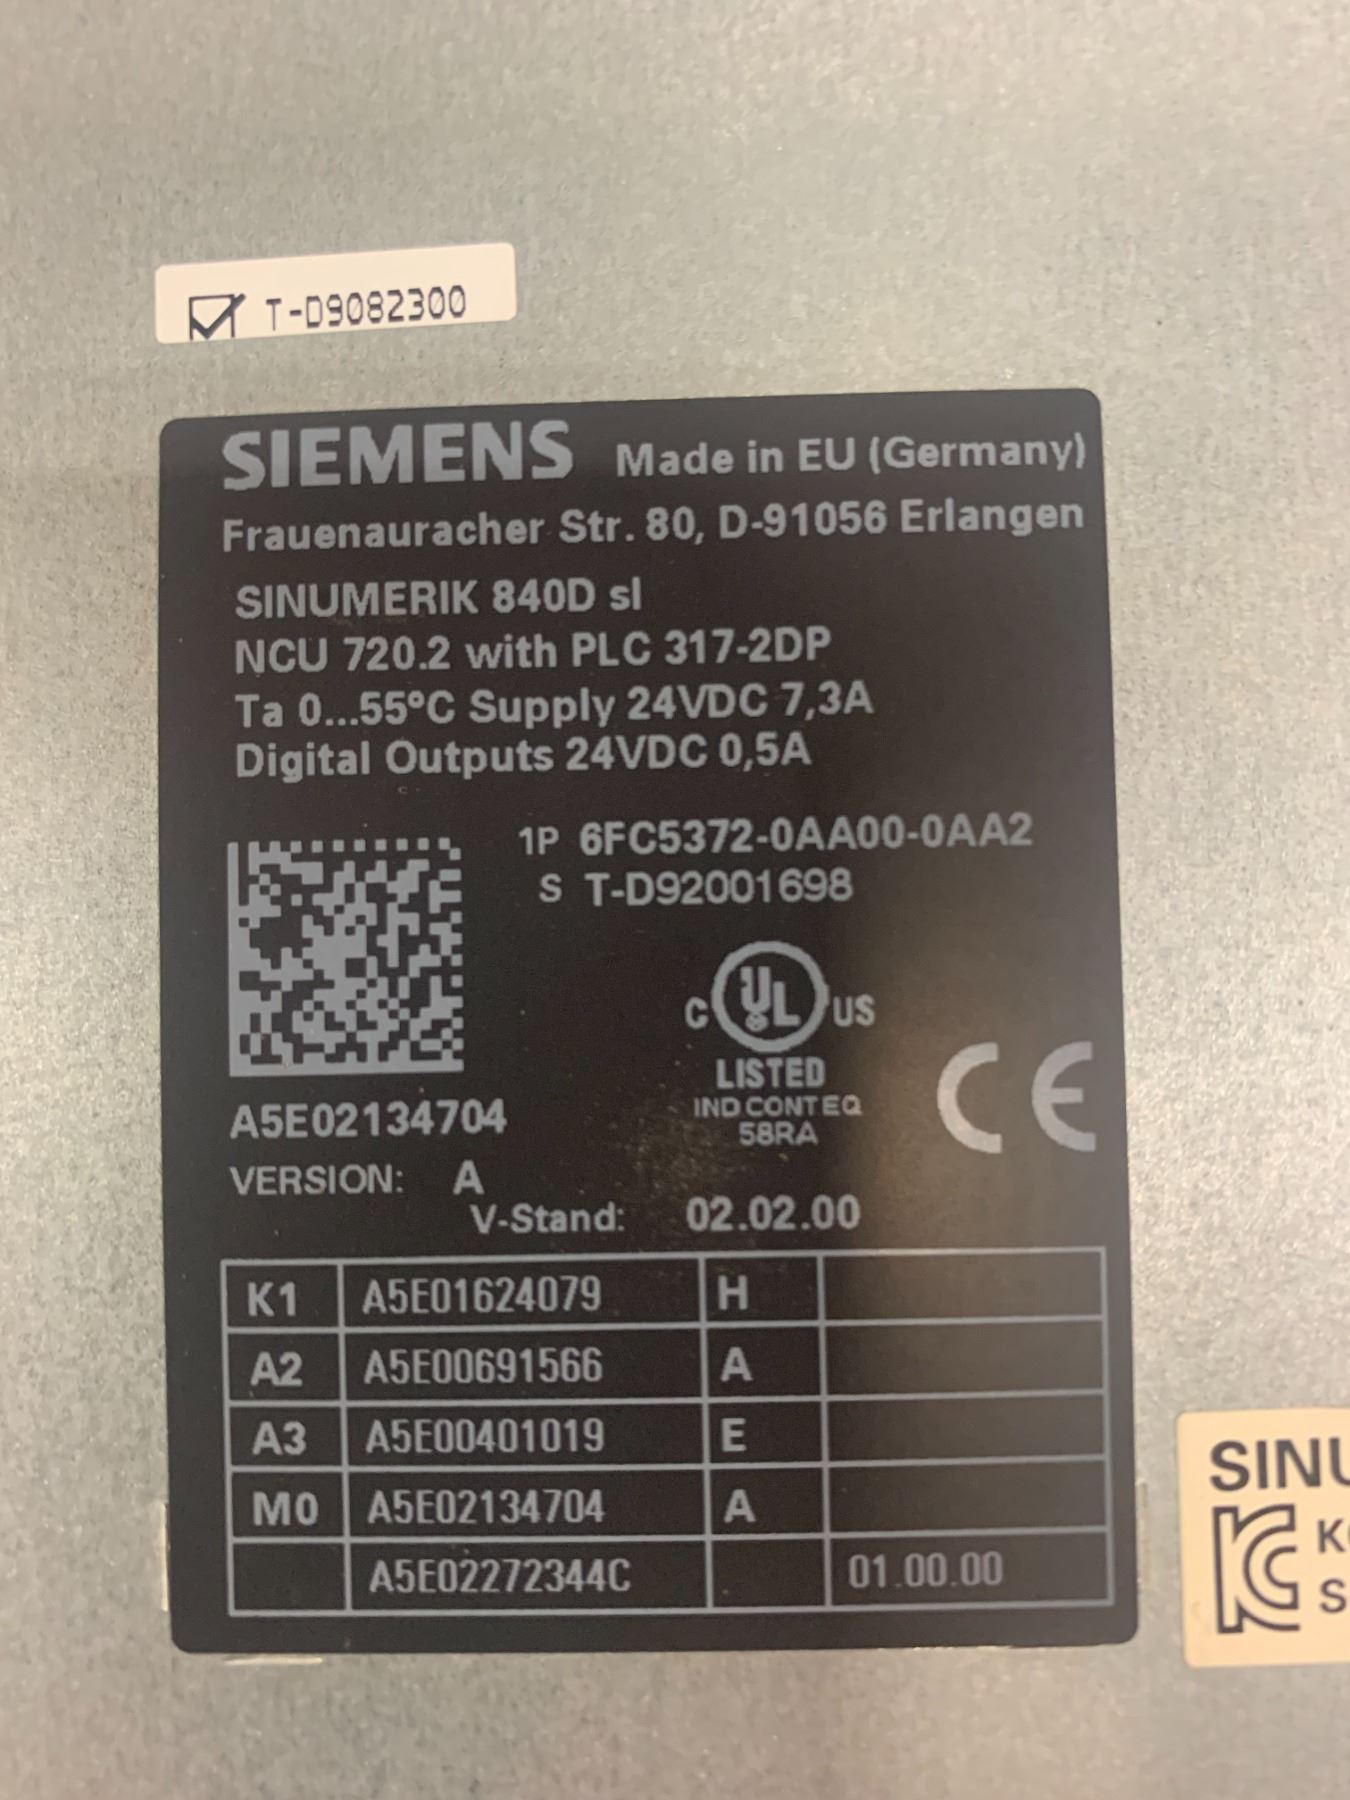 T-D9082300
SIEMENS Made in EU (Germany)
Frauenauracher Str. 80, D-91056 Erlangen
SINUMERIK 840D sl
NCU 720.2 with PLC 317-2DP
Ta 0...55°C Supply 24VDC 7,3A
Digital Outputs 24VDC 0,5A
1P 6FC5372-0AA00-0AA2
S T-D92001698
C UL US
LISTED
IND CONT EQ
58RA
CE
A5E02134704
VERSION: A
V-Stand: 02.02.00
K1 A5E01624079 H
A2 A5E00691566 A
A3 A5E00401019 E
M0 A5E02134704 A
A5E02272344C 01.00.00
SINU
K
S